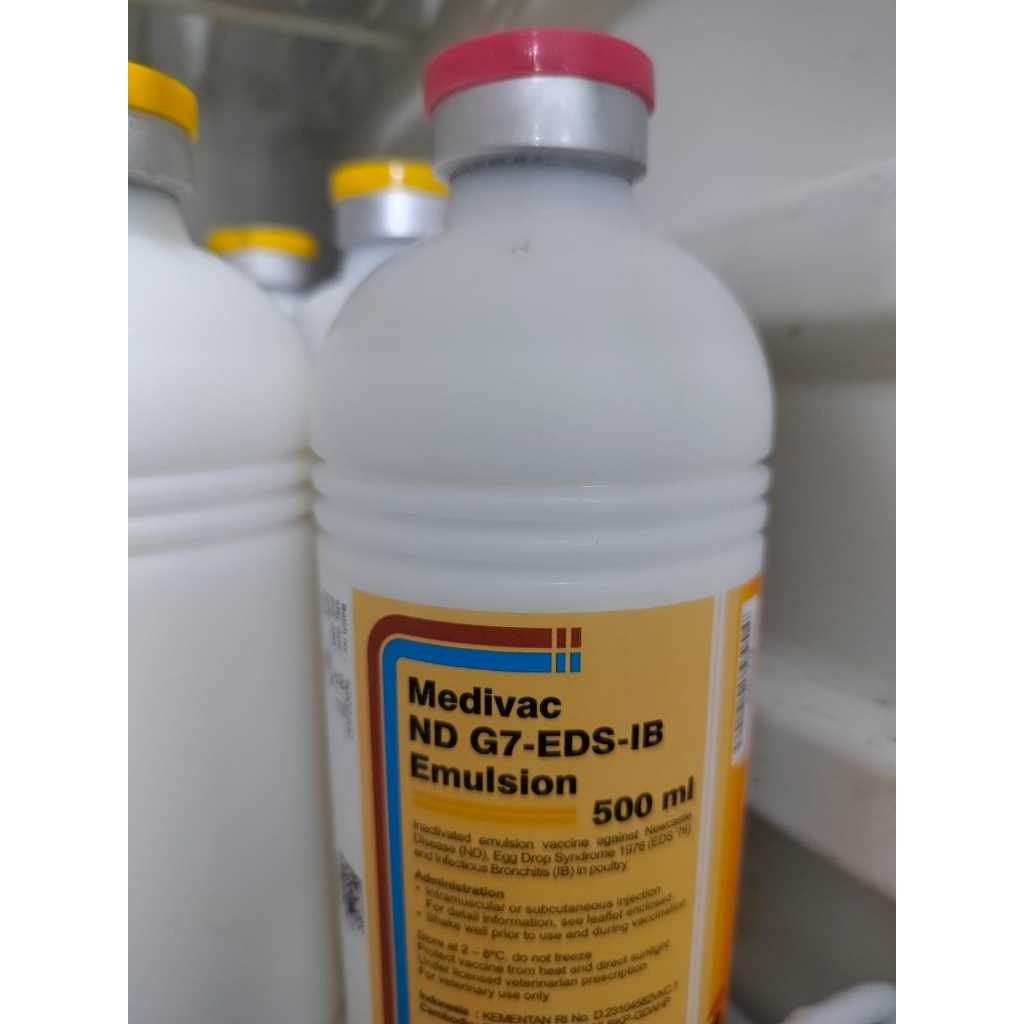 Medivac
ND G7-EDS-IB
Emulsion
500 ml
Inactivated emulsion vaccine against Newcastle
Disease (ND), Egg Drop Syndrome 1976 (EDS '76)
and Infectious Bronchitis (IB) in poultry
Administration
• Intramuscular or subcutaneous injection
For detail information, see leaflet enclosed
• Shake well prior to use and during vaccination
Store at 2 – 8ºC, do not freeze
Protect vaccine from heat and direct sunlight
Under licensed veterinarian prescription
For veterinary use only
Indonesia : KEMENTAN RI No.